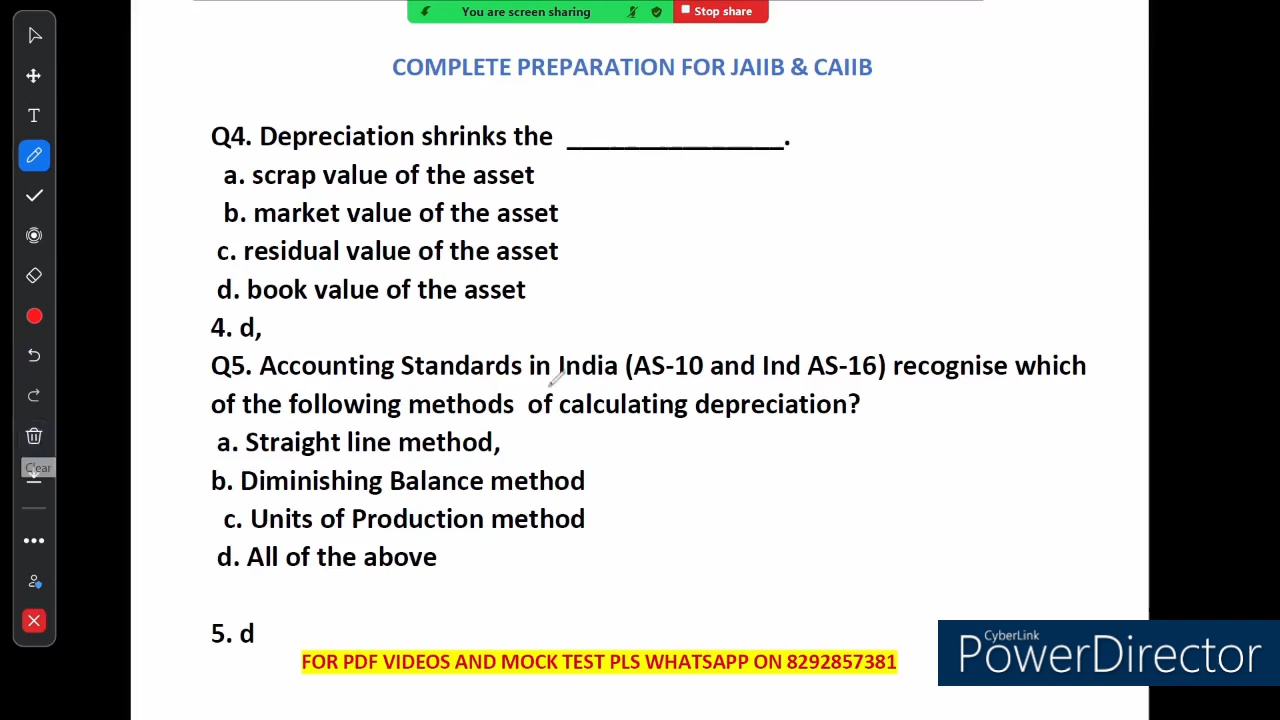 You are screen sharing
Stop share
COMPLETE PREPARATION FOR JAIIB & CAIIB
Q4. Depreciation shrinks the _______________.
a. scrap value of the asset
b. market value of the asset
c. residual value of the asset
d. book value of the asset
4. d,
Q5. Accounting Standards in India (AS-10 and Ind AS-16) recognise which
of the following methods of calculating depreciation?
a. Straight line method,
b. Diminishing Balance method
c. Units of Production method
d. All of the above
5. d
FOR PDF VIDEOS AND MOCK TEST PLS WHATSAPP ON 8292857381
T
Clear
CyberLink
PowerDirector